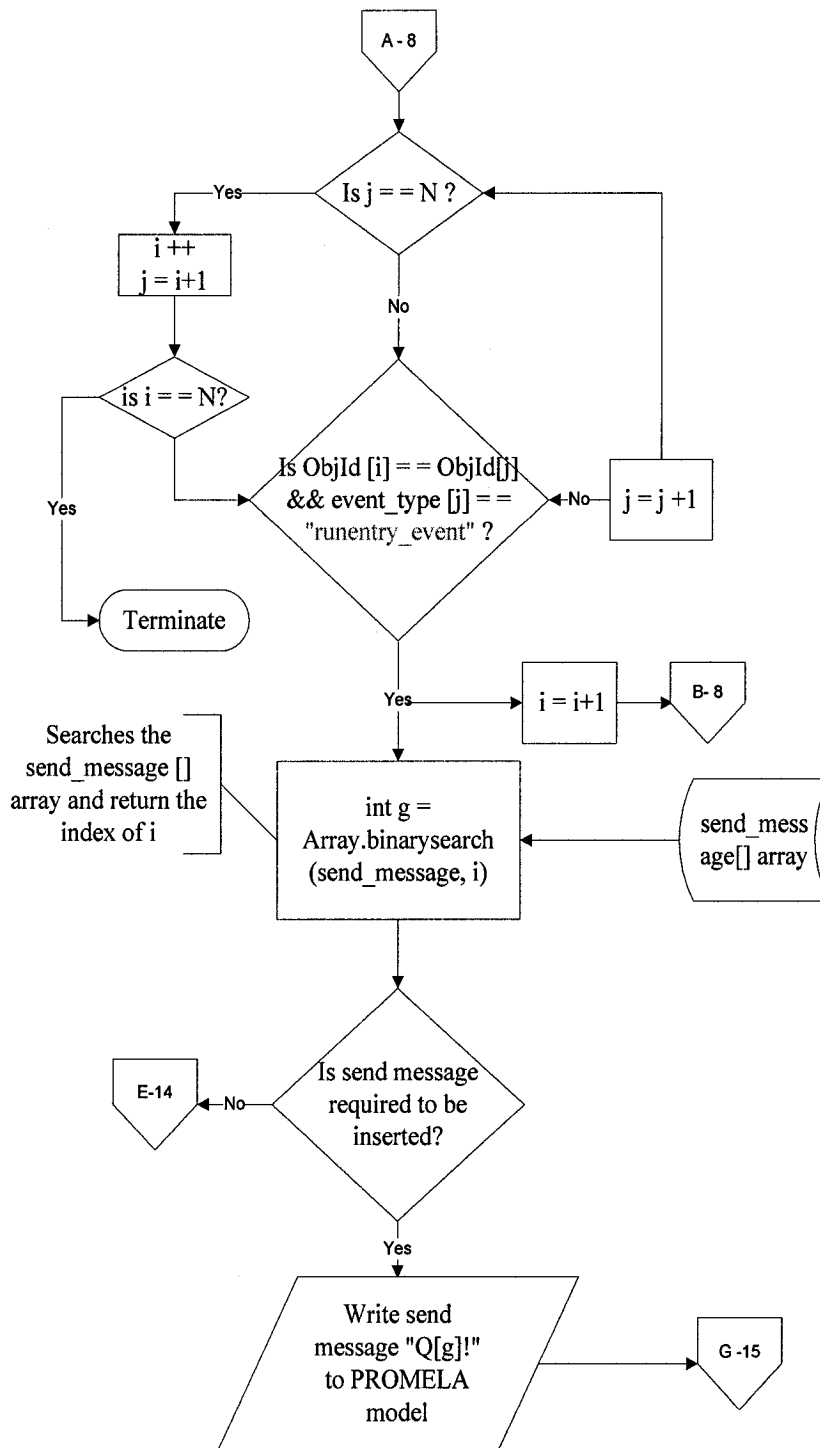 A - 8
Is j = = N ?
Yes
i ++
j = i+1
No
is i = = N?
Is ObjId [i] = = ObjId[j]
&& event_type [j] = =
"runentry_event" ?
No
j = j +1
Yes
Terminate
Yes
i = i+1
B- 8
Searches the
send_message []
array and return the
index of i
int g =
Array.binarysearch
(send_message, i)
send_mess
age[] array
Is send message
required to be
inserted?
No
E-14
Yes
Write send
message "Q[g]!"
to PROMELA
model
G -15